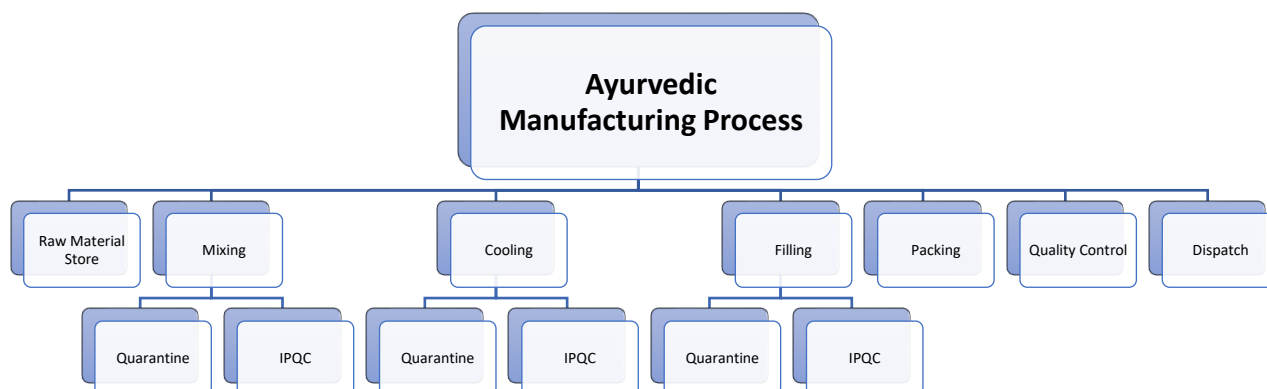 Ayurvedic
Manufacturing Process
Raw Material
Store
Mixing
Cooling
Filling
Packing
Quality Control
Dispatch
Quarantine
IPQC
Quarantine
IPQC
Quarantine
IPQC